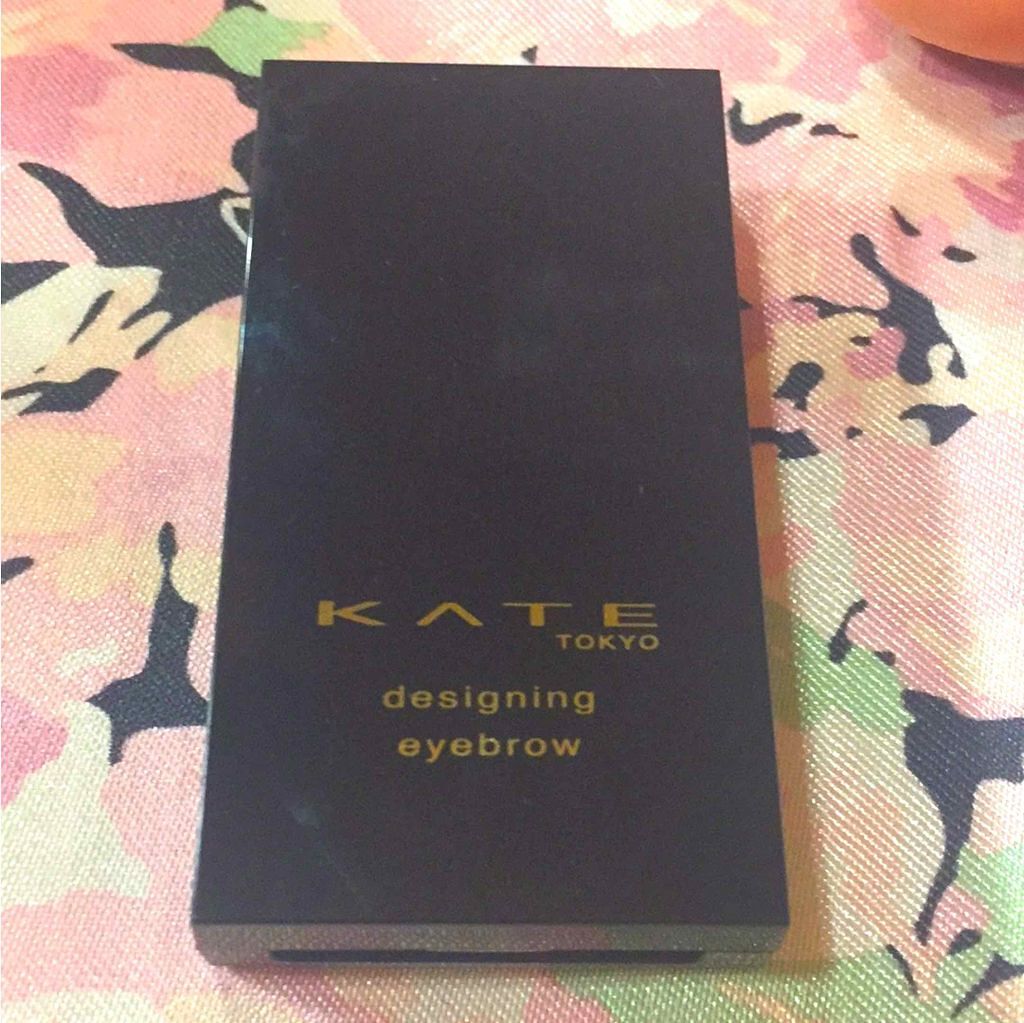 KATE
TOKYO
designing
eyebrow